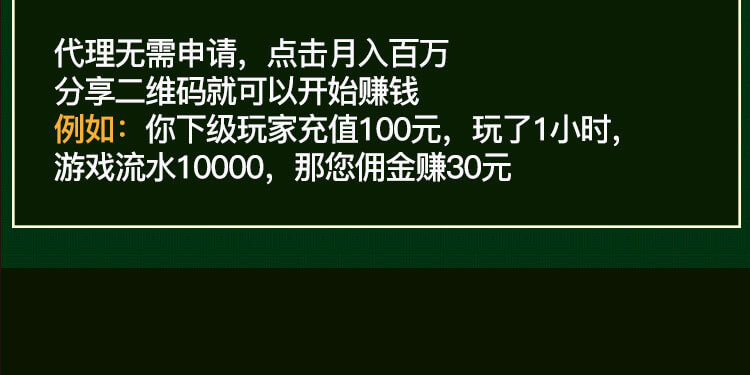 代理无需申请，点击月入百万
分享二维码就可以开始赚钱
例如：你下级玩家充值100元，玩了1小时，
游戏流水10000，那您佣金赚30元